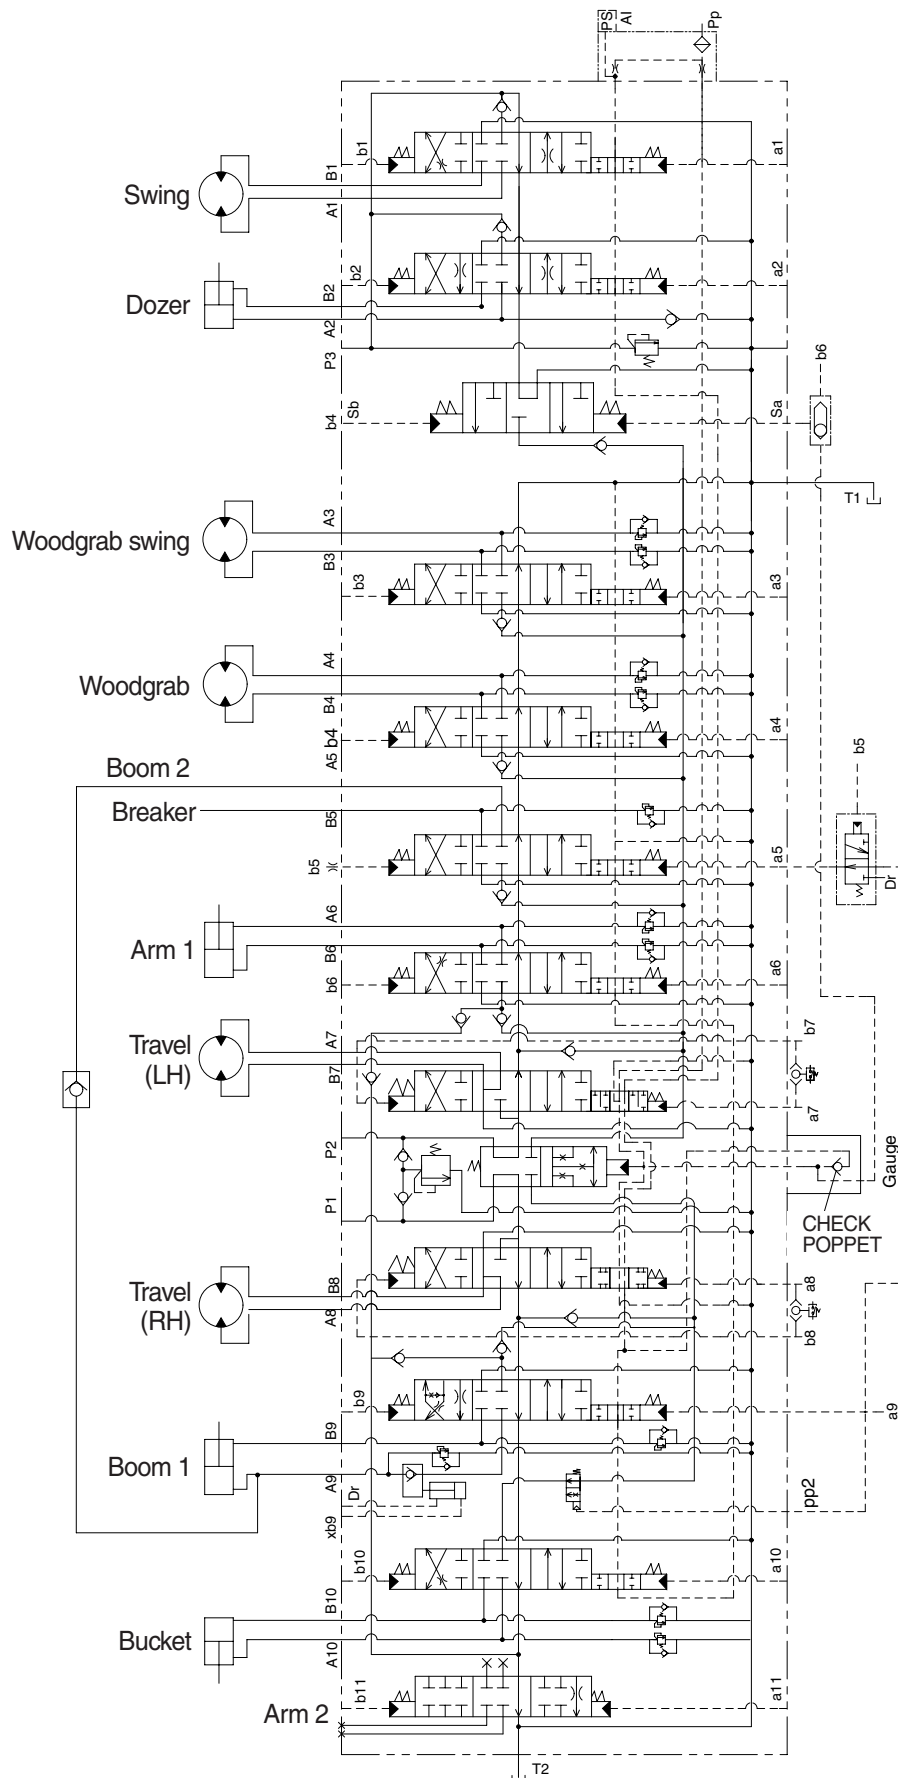 PS
AI
Pp
b1
a1
B1
Swing
A1
b2
a2
B2
Dozer
A2
P3
b6
Sb
Sa
b4
T1
A3
Woodgrab swing
B3
b3
a3
A4
Woodgrab
B4
b4
a4
A5
b5
Boom 2
Breaker
B5
b5
a5
Dr
A6
Arm 1
B6
b6
a6
A7
b7
Travel
(LH)
B7
a7
P2
Gauge
P1
CHECK
POPPET
B8
a8
Travel
(RH)
A8
b8
b9
a9
B9
Boom 1
A9
Dr
pp2
xb9
b10
a10
B10
Bucket
A10
b11
a11
Arm 2
T2